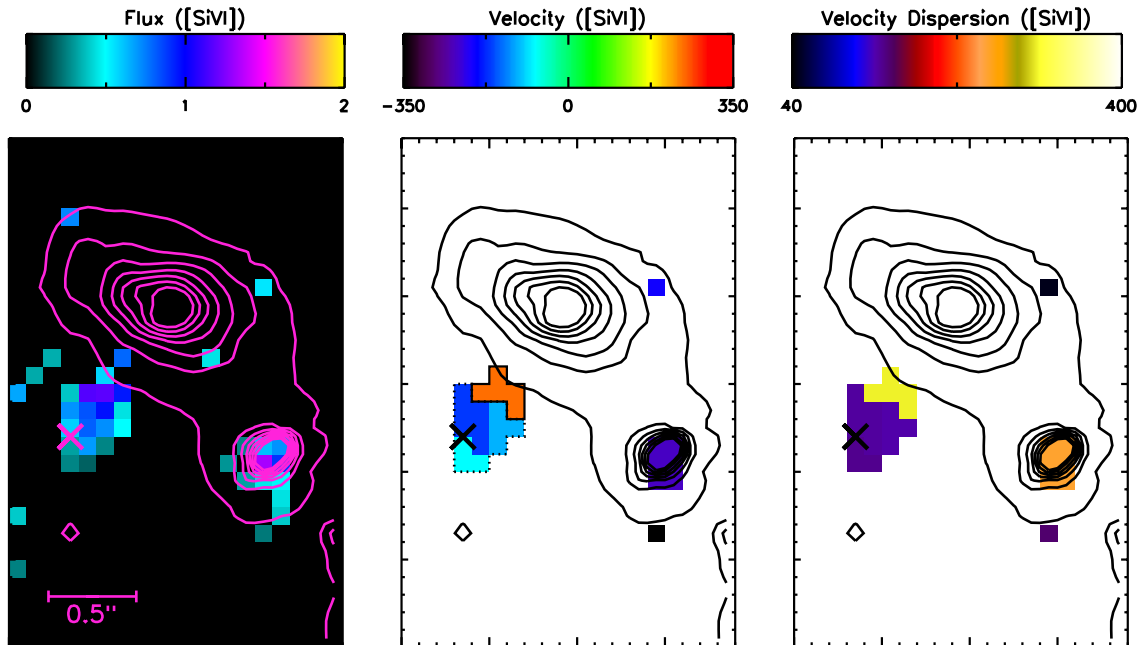 Flux ([SiVI])
Velocity ([SiVI])
Velocity Dispersion ([SiVI])
0 1 2
−350 0 350
40 400
0.5"